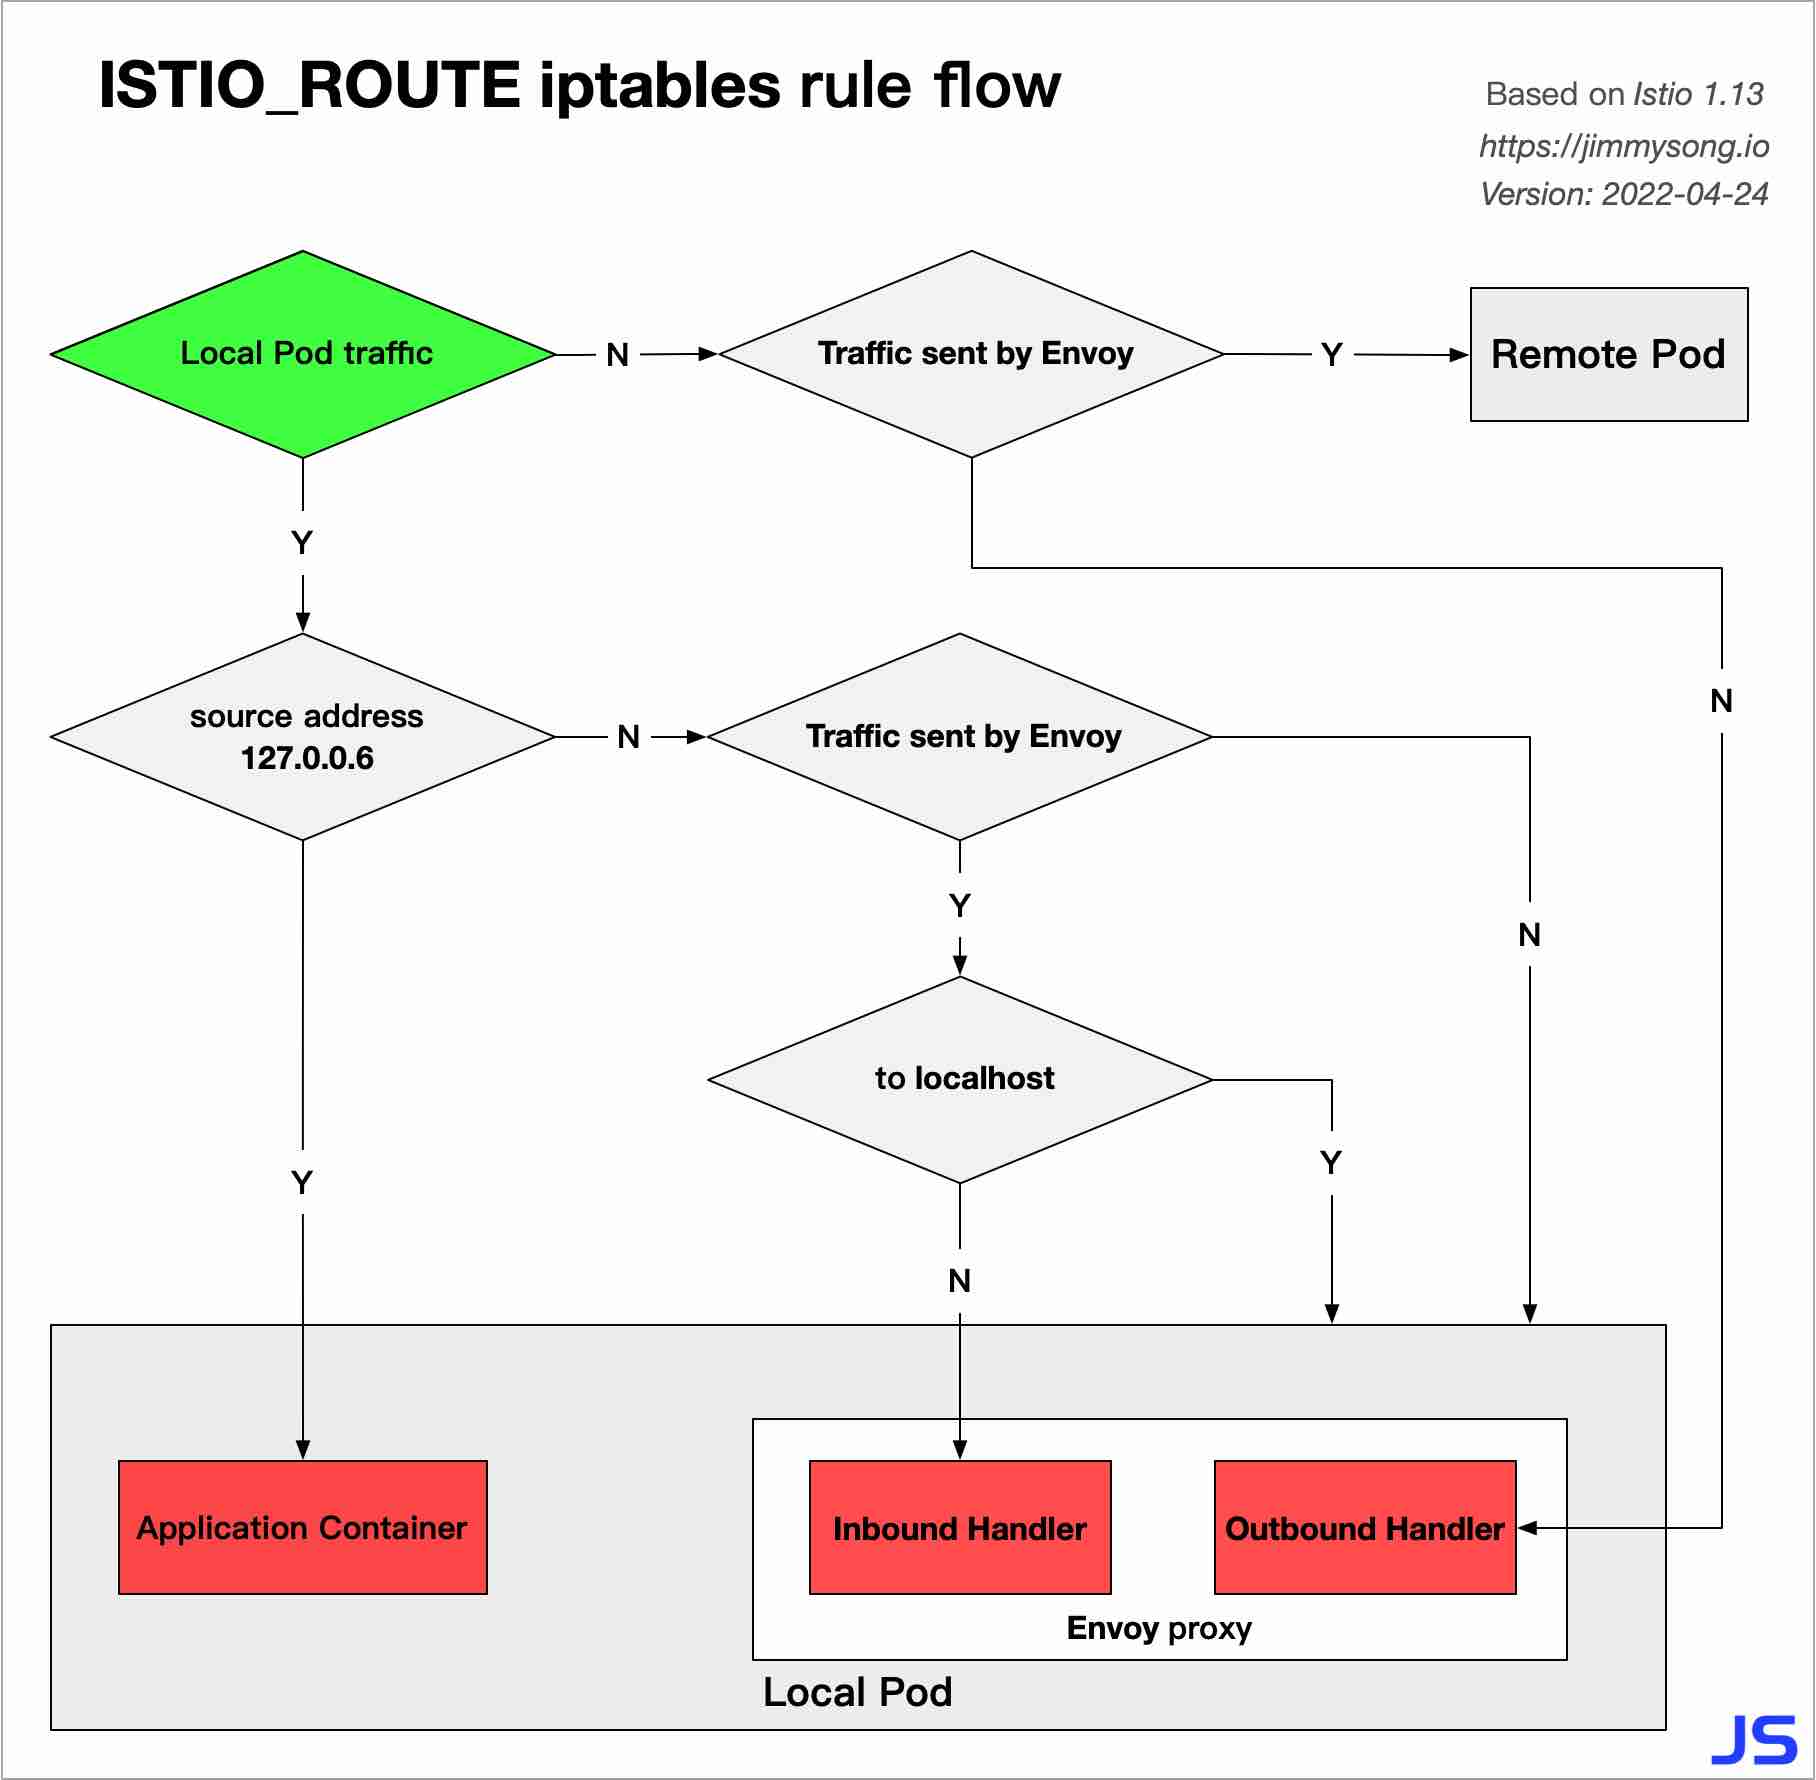 ISTIO_ROUTE iptables rule flow
Based on Istio 1.13
https://jimmysong.io
Version: 2022-04-24
Local Pod traffic
N
Traffic sent by Envoy
Y
Remote Pod
Y
N
source address
127.0.0.6
N
Traffic sent by Envoy
Y
N
to localhost
Y
Y
N
Application Container
Inbound Handler
Outbound Handler
Envoy proxy
Local Pod
JS